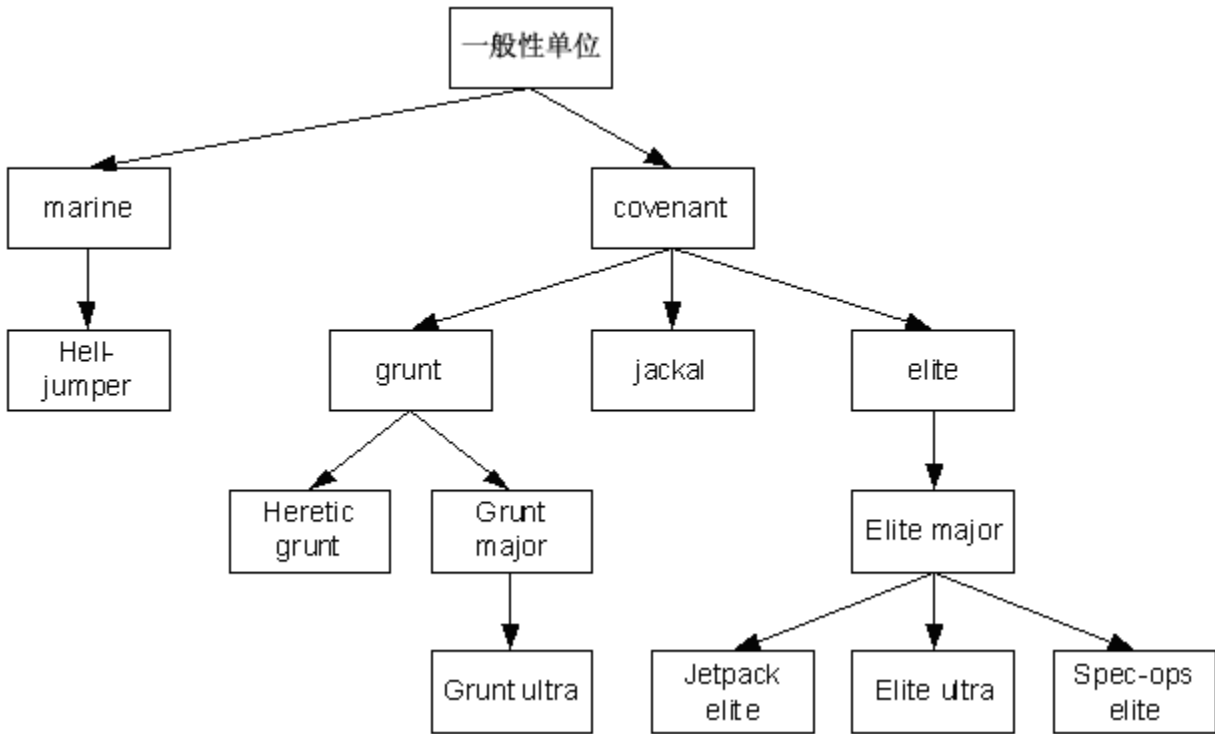 一般性单位
marine
covenant
Hell-
jumper
grunt
jackal
elite
Heretic
grunt
Grunt
major
Elite major
Grunt ultra
Jetpack
elite
Elite ultra
Spec-ops
elite